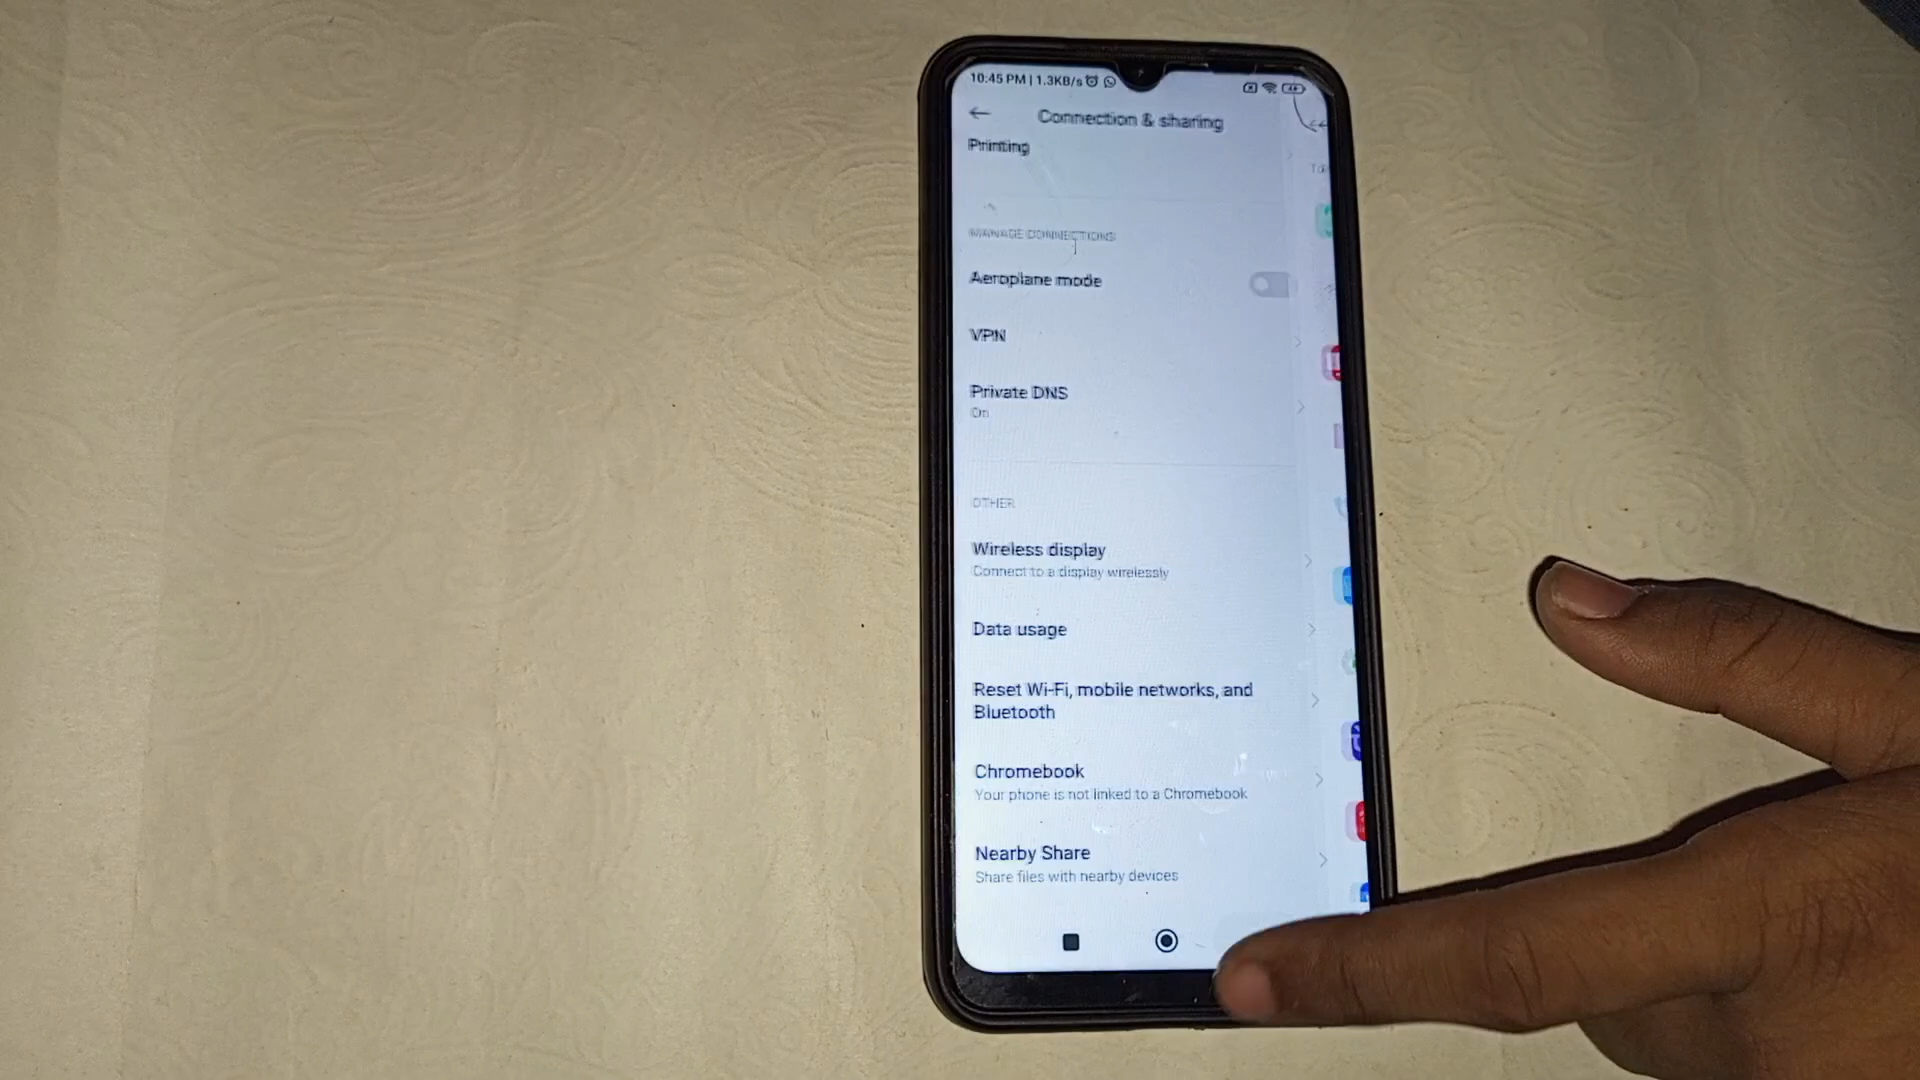 10:45 PM | 1.3KB/s
Connection & sharing
Printing
MANAGE CONNECTIONS
Aeroplane mode
VPN
Private DNS
On
OTHER
Wireless display
Connect to a display wirelessly
Data usage
Reset Wi-Fi, mobile networks, and
Bluetooth
Chromebook
Your phone is not linked to a Chromebook
Nearby Share
Share files with nearby devices